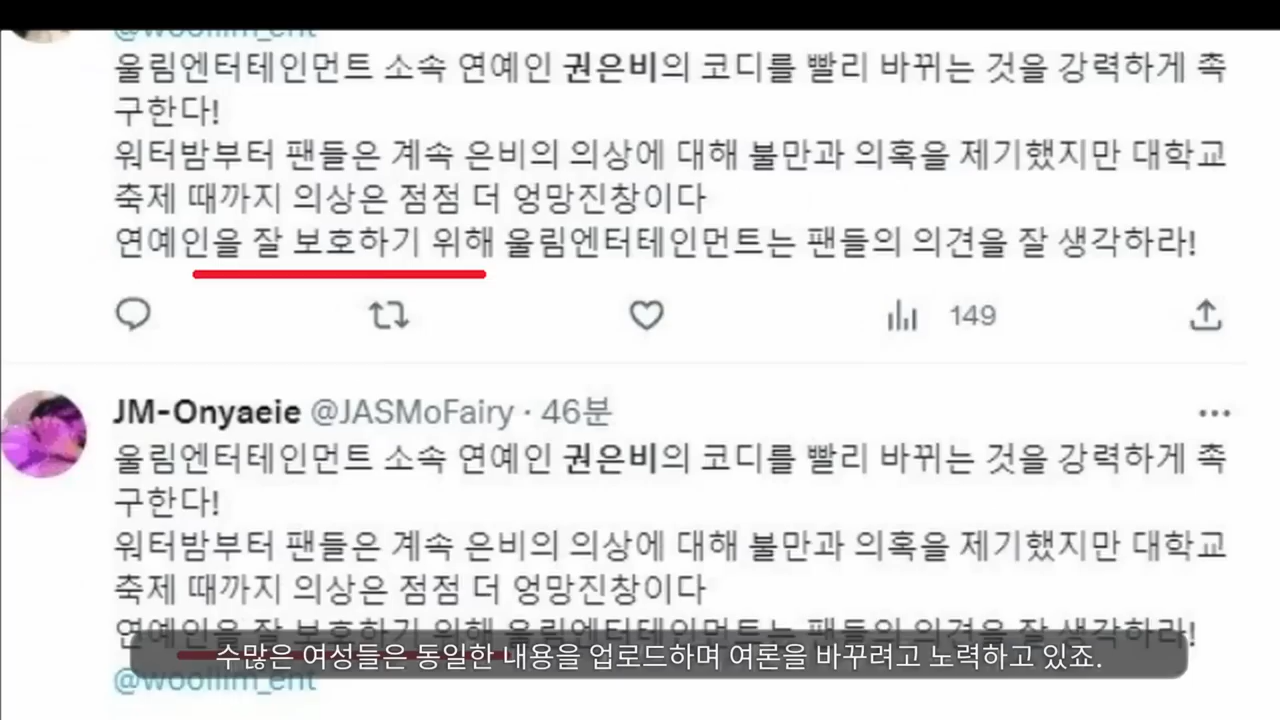 @woollim_ent
울림엔터테인먼트 소속 연예인 권은비의 코디를 빨리 바뀌는 것을 강력하게 촉
구한다!
워터밤부터 팬들은 계속 은비의 의상에 대해 불만과 의혹을 제기했지만 대학교
축제 때까지 의상은 점점 더 엉망진창이다
연예인을 잘 보호하기 위해 울림엔터테인먼트는 팬들의 의견을 잘 생각하라!
149
JM-Onyaeie @JASMoFairy · 46분
울림엔터테인먼트 소속 연예인 권은비의 코디를 빨리 바뀌는 것을 강력하게 촉
구한다!
워터밤부터 팬들은 계속 은비의 의상에 대해 불만과 의혹을 제기했지만 대학교
축제 때까지 의상은 점점 더 엉망진창이다
연예인을 잘 보호하기 위해 울림엔터테인먼트는 팬들의 의견을 잘 생각하라!
수많은 여성들은 동일한 내용을 업로드하며 여론을 바꾸려고 노력하고 있죠.
@woollim_ent